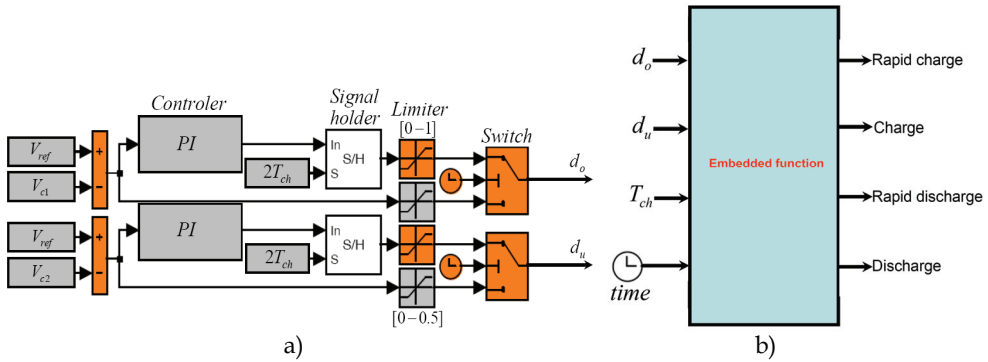 Controler
Signal
holder
Limiter
[0−1]
Switch
V_ref
+
PI
In
S/H
S
V_c1
−
2T_ch
d_o
V_ref
+
PI
In
S/H
S
V_c2
−
2T_ch
d_u
[0−0.5]
a)
d_o
Rapid charge
d_u
Charge
Embedded function
T_ch
Rapid discharge
time
Discharge
b)